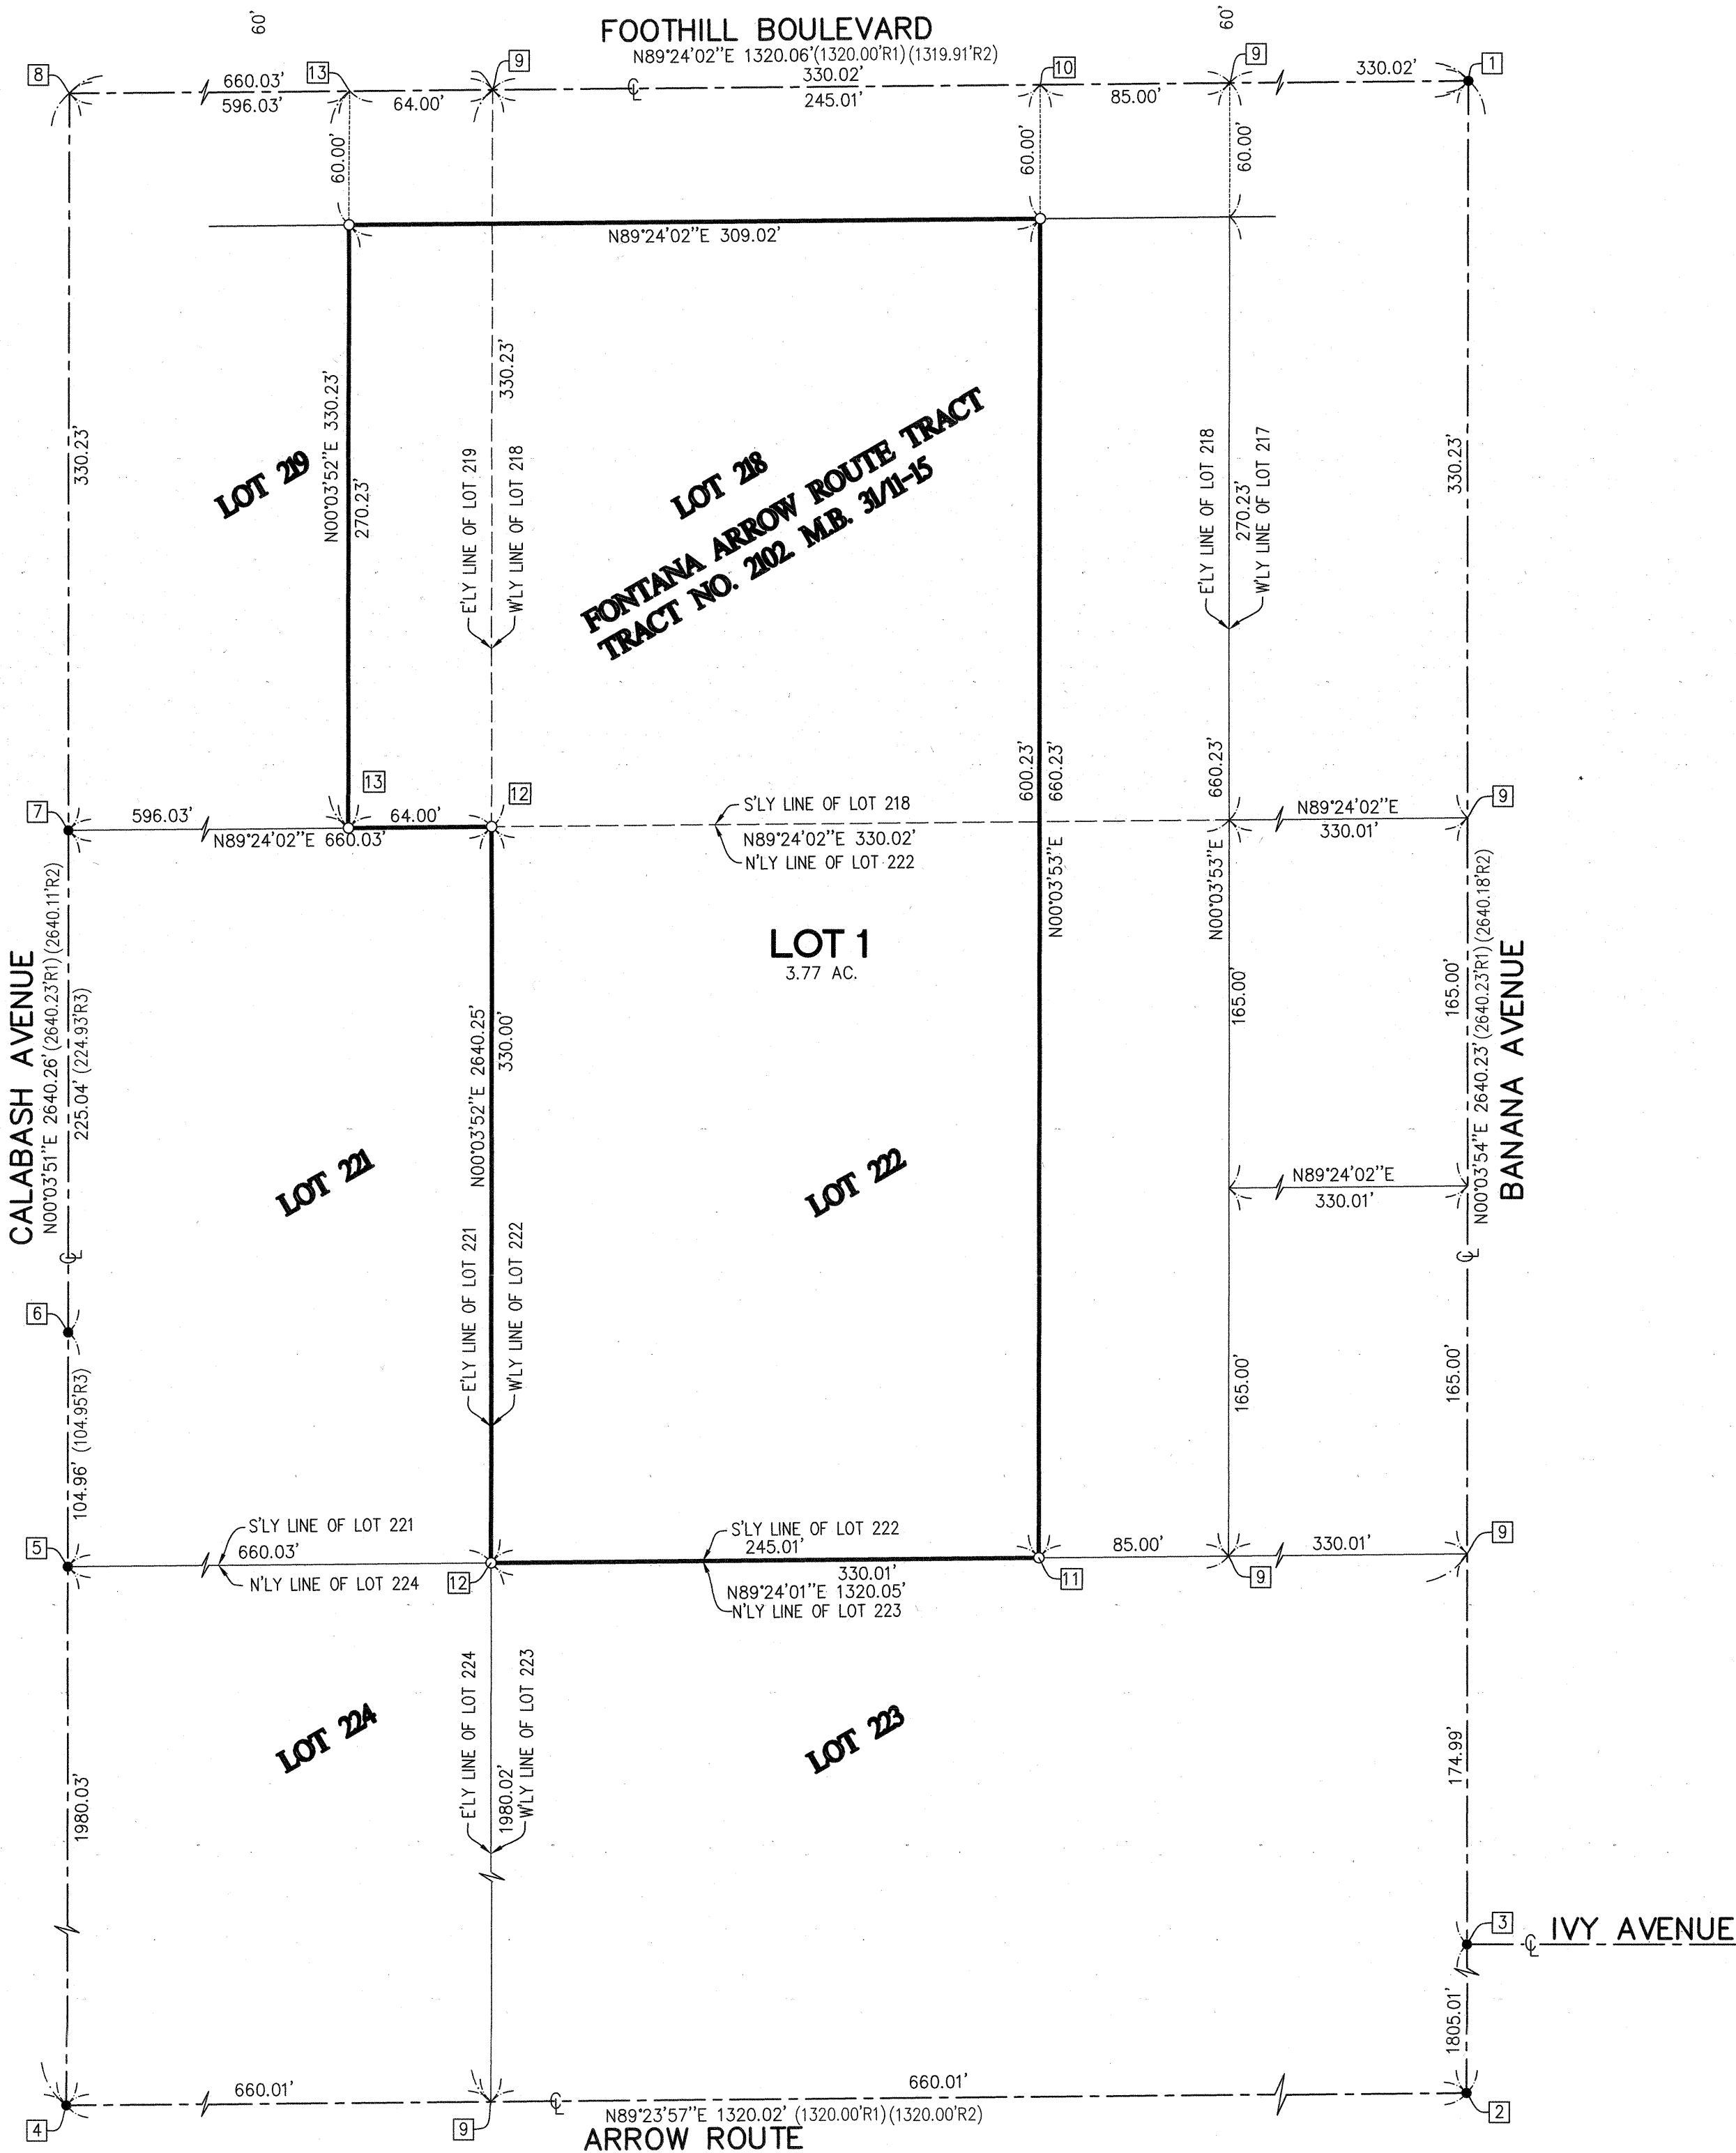 60'
FOOTHILL BOULEVARD
60'
N89°24'02"E 1320.06'(1320.00'R1)(1319.91'R2)
8
660.03'
13
9
330.02'
10
9
330.02'
1
596.03'
64.00'
℄
245.01'
85.00'
60.00'
60.00'
60.00'
N89°24'02"E 309.02'
330.23'
N00°03'52"E 330.23'
270.23'
330.23'
E'LY LINE OF LOT 219
W'LY LINE OF LOT 218
LOT 219
LOT 218
FONTANA ARROW ROUTE TRACT
TRACT NO. 2102. M.B. 31/11-15
E'LY LINE OF LOT 218
270.23'
W'LY LINE OF LOT 217
330.23'
600.23'
660.23'
660.23'
13
12
7
596.03'
64.00'
N89°24'02"E 660.03'
S'LY LINE OF LOT 218
N89°24'02"E 330.02'
N'LY LINE OF LOT 222
N89°24'02"E
330.01'
9
N00°03'53"E
N00°03'53"E
LOT 1
3.77 AC.
CALABASH AVENUE
N00°03'51"E 2640.26'(2640.23'R1)(2640.11'R2)
225.04'(224.93'R3)
℄
N00°03'52"E 2640.25'
330.00'
165.00'
165.00'
N00°03'54"E 2640.23'(2640.23'R1)(2640.18'R2)
BANANA AVENUE
LOT 221
LOT 222
N89°24'02"E
330.01'
℄
E'LY LINE OF LOT 221
W'LY LINE OF LOT 222
6
104.96' (104.95'R3)
165.00'
165.00'
5
S'LY LINE OF LOT 221
660.03'
N'LY LINE OF LOT 224
12
S'LY LINE OF LOT 222
245.01'
330.01'
N89°24'01"E 1320.05'
N'LY LINE OF LOT 223
11
85.00'
9
330.01'
9
LOT 224
LOT 223
E'LY LINE OF LOT 224
1980.02'
W'LY LINE OF LOT 223
1980.03'
174.99'
3
℄
IVY AVENUE
1805.01'
4
660.01'
9
℄
660.01'
2
N89°23'57"E 1320.02' (1320.00'R1)(1320.00'R2)
ARROW ROUTE